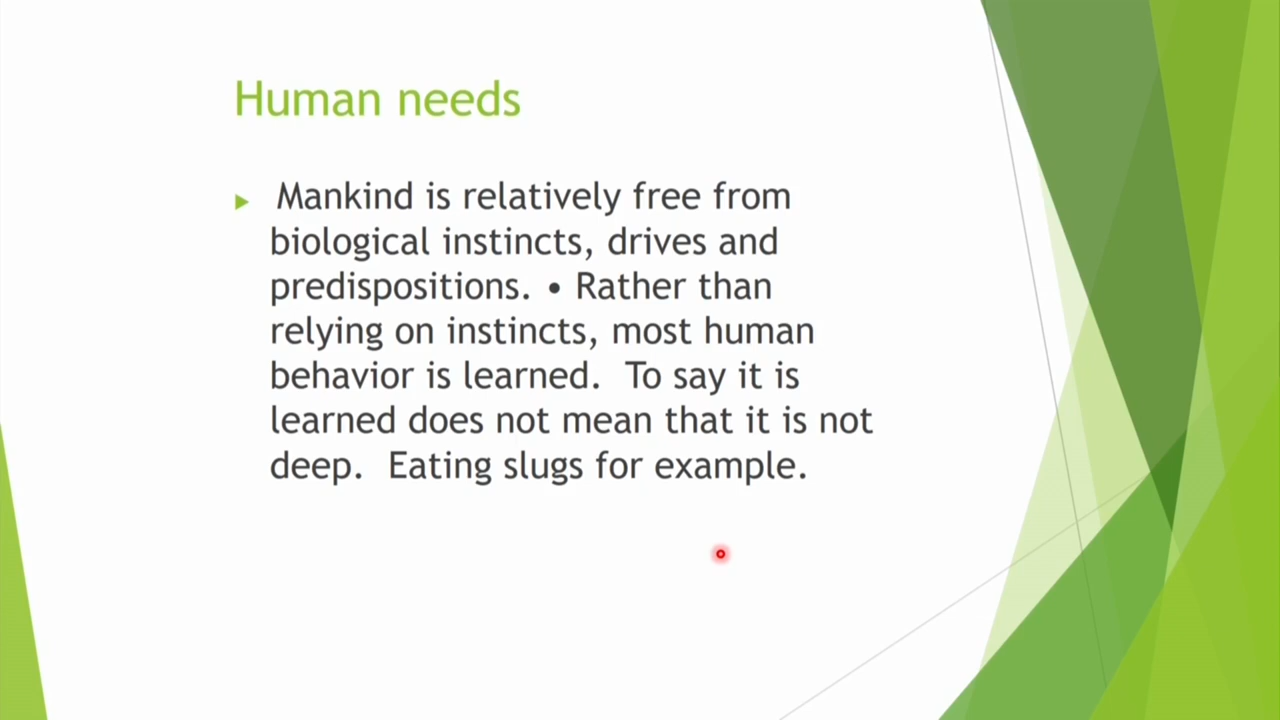 Human needs
Mankind is relatively free from
biological instincts, drives and
predispositions. • Rather than
relying on instincts, most human
behavior is learned.  To say it is
learned does not mean that it is not
deep.  Eating slugs for example.